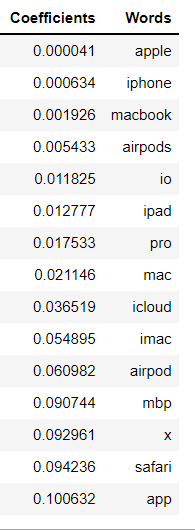 Coefficients Words
0.000041 apple
0.000634 iphone
0.001926 macbook
0.005433 airpods
0.011825 io
0.012777 ipad
0.017533 pro
0.021146 mac
0.036519 icloud
0.054895 imac
0.060982 airpod
0.090744 mbp
0.092961 x
0.094236 safari
0.100632 app